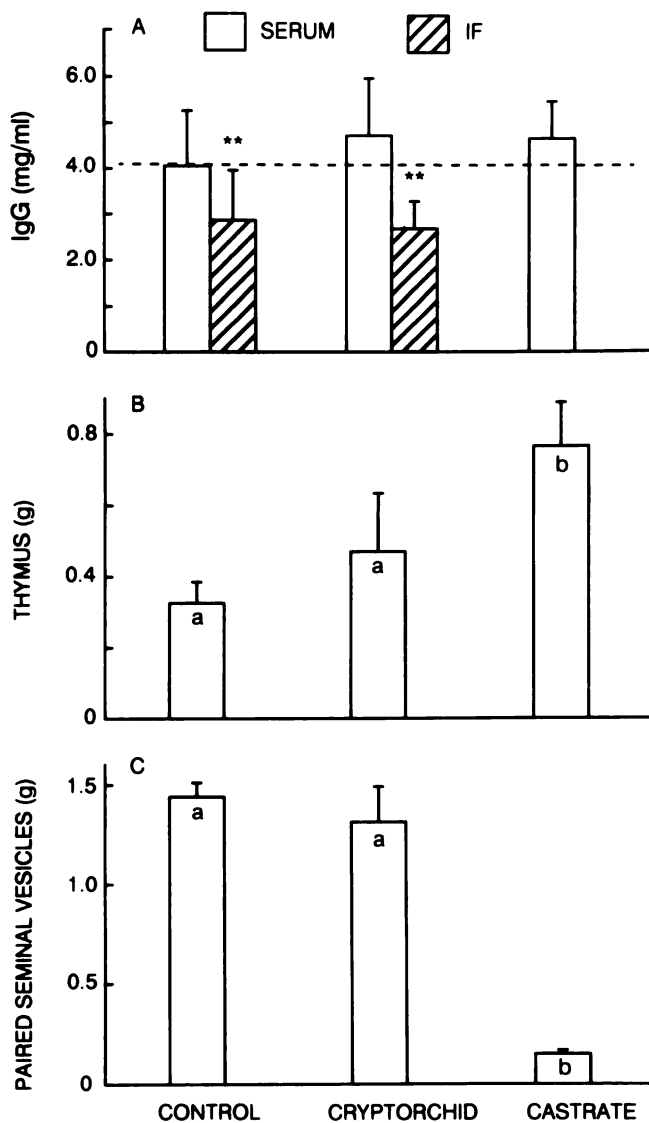 A
SERUM
IF
6.0
4.0
2.0
0
IgG (mg/ml)
**
**
B
0.8
0.4
0
THYMUS (g)
a
a
b
C
1.5
1.0
0.5
0
PAIRED SEMINAL VESICLES (g)
a
a
b
CONTROL CRYPTORCHID CASTRATE